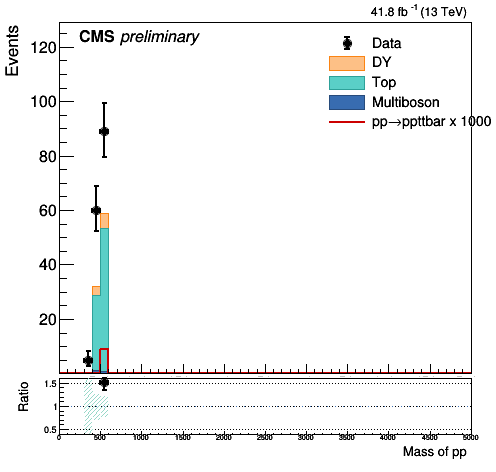 41.8 fb⁻¹ (13 TeV)
CMS preliminary
Events
120
100
80
60
40
20
Data
DY
Top
Multiboson
pp→ppttbar x 1000
Ratio
1.5
1
0.5
0 500 1000 1500 2000 2500 3000 3500 4000 4500 5000
Mass of pp